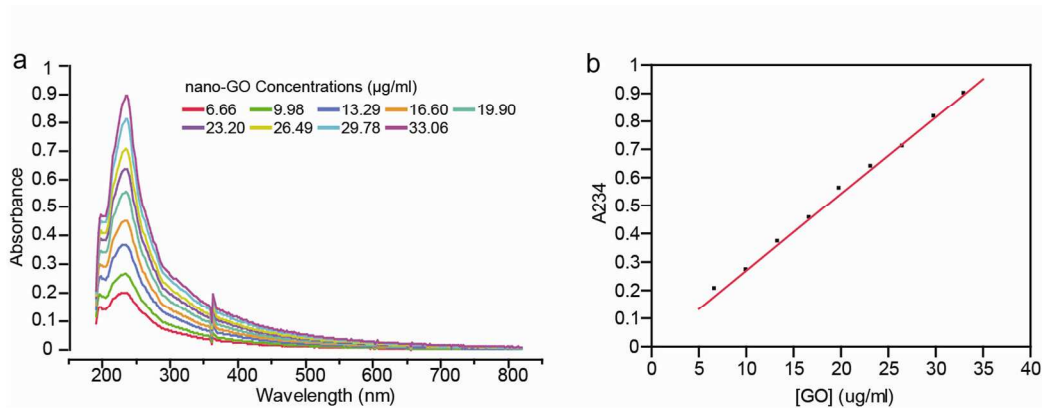 a
nano-GO Concentrations (µg/ml)
6.66 9.98 13.29 16.60 19.90
23.20 26.49 29.78 33.06
Absorbance
1
0.9
0.8
0.7
0.6
0.5
0.4
0.3
0.2
0.1
0
200 300 400 500 600 700 800
Wavelength (nm)
b
A234
1
0.9
0.8
0.7
0.6
0.5
0.4
0.3
0.2
0.1
0
0 5 10 15 20 25 30 35 40
[GO] (ug/ml)